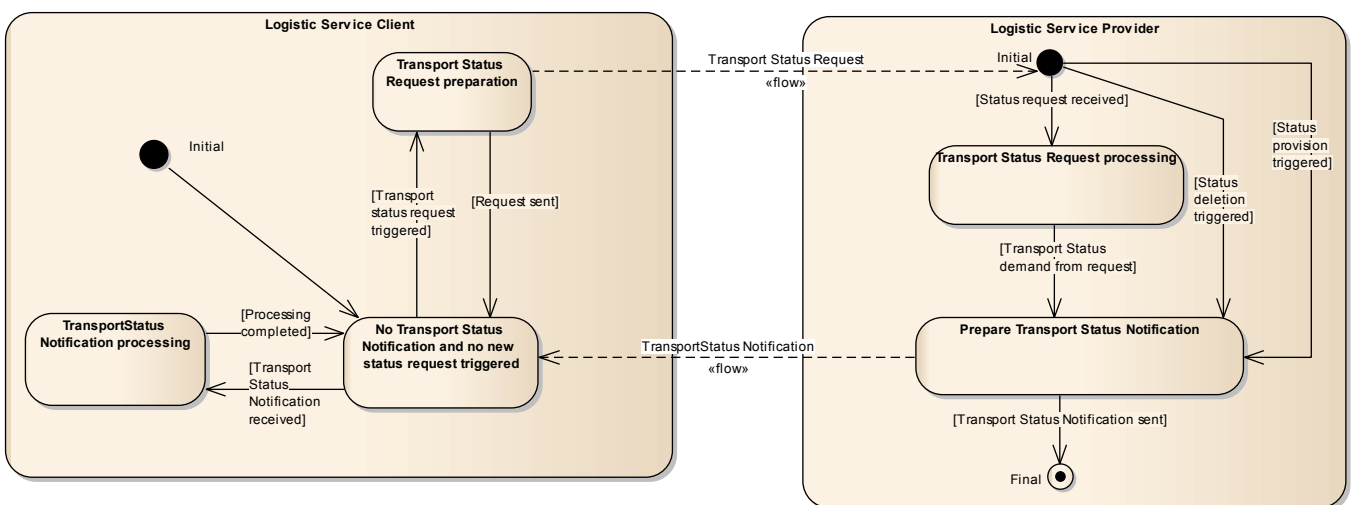 Logistic Service Client
Transport Status
Request preparation
Initial
[Transport
status request
triggered]
[Request sent]
TransportStatus
Notification processing
[Processing
completed]
[Transport
Status
Notification
received]
No Transport Status
Notification and no new
status request triggered
Transport Status Request
«flow»
TransportStatus Notification
«flow»
Logistic Service Provider
Initial
[Status request received]
[Status
provision
triggered]
Transport Status Request processing
[Status
deletion
triggered]
[Transport Status
demand from request]
Prepare Transport Status Notification
[Transport Status Notification sent]
Final